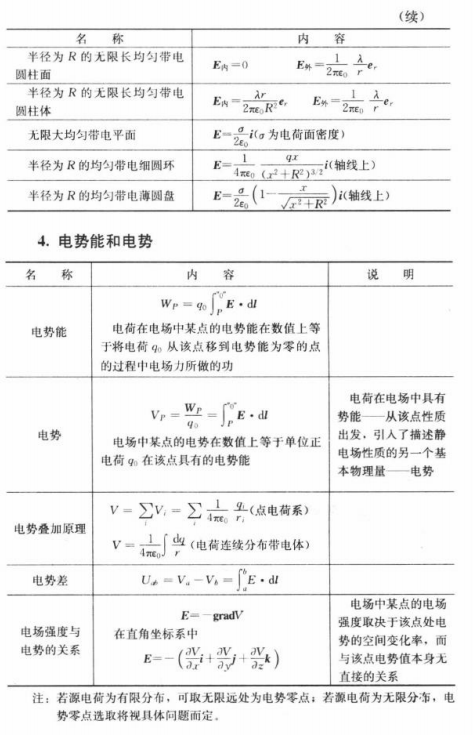 (续)
名 称 内 容
半径为 R 的无限长均匀带电
圆柱面
E内=0 E外=1/(2πε₀) λ/r eᵣ
半径为 R 的无限长均匀带电
圆柱体
E内=λr/(2πε₀R²) eᵣ E外=1/(2πε₀) λ/r eᵣ
无限大均匀带电平面 E=σ/(2ε₀) i(σ 为电荷面密度)
半径为 R 的均匀带电细圆环 E=1/(4πε₀) qx/(x²+R²)^(3/2) i(轴线上)
半径为 R 的均匀带电薄圆盘 E=σ/(2ε₀)(1-x/√(x²+R²))i(轴线上)
4. 电势能和电势
名 称 内 容 说 明
电势能
W_P = q₀∫_P^"0" E·dl
电荷在电场中某点的电势能在数值上等
于将电荷 q₀ 从该点移到电势能为零的点
的过程中电场力所做的功
电势
V_P = W_P/q₀ = ∫_P^"0" E·dl
电场中某点的电势在数值上等于单位正
电荷 q₀ 在该点具有的电势能
电荷在电场中具有
势能——从该点性质
出发,引入了描述静
电场性质的另一个基
本物理量——电势
电势叠加原理
V = ∑ᵢVᵢ = ∑ᵢ 1/(4πε₀) qᵢ/rᵢ (点电荷系)
V = 1/(4πε₀)∫dq/r (电荷连续分布带电体)
电势差 U_ab = V_a − V_b = ∫_a^b E·dl
电场强度与
电势的关系
E=−gradV
在直角坐标系中
E=−(∂V/∂x i+∂V/∂y j+∂V/∂z k)
电场中某点的电场
强度取决于该点处电
势的空间变化率,而
与该点电势值本身无
直接的关系
注:若源电荷为有限分布,可取无限远处为电势零点;若源电荷为无限分布,电
势零点选取将视具体问题而定。